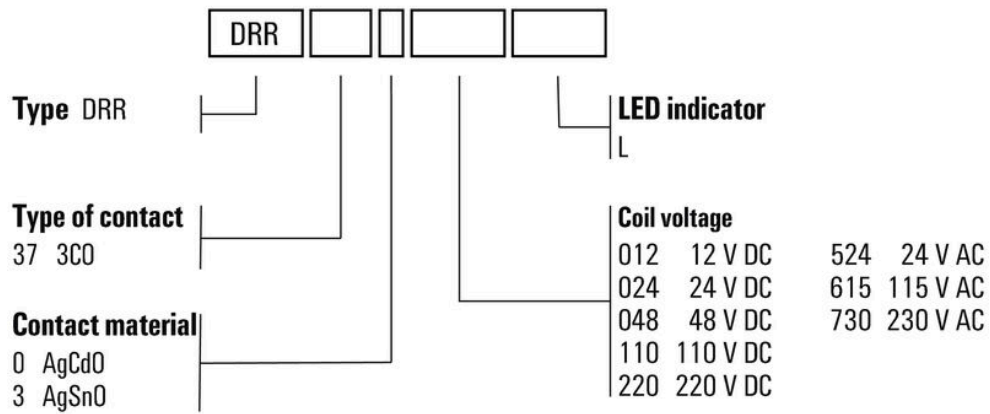 DRR
Type DRR
LED indicator
L
Type of contact
37 3CO
Contact material
0 AgCdO
3 AgSnO
Coil voltage
012 12 V DC 524 24 V AC
024 24 V DC 615 115 V AC
048 48 V DC 730 230 V AC
110 110 V DC
220 220 V DC